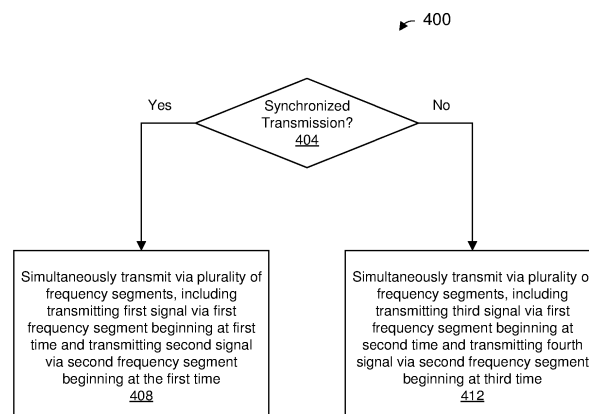 400
Synchronized
Transmission?
404
Yes
No
Simultaneously transmit via plurality of
frequency segments, including
transmitting first signal via first
frequency segment beginning at first
time and transmitting second signal
via second frequency segment
beginning at the first time
408
Simultaneously transmit via plurality of
frequency segments, including
transmitting third signal via first
frequency segment beginning at
second time and transmitting fourth
signal via second frequency segment
beginning at third time
412